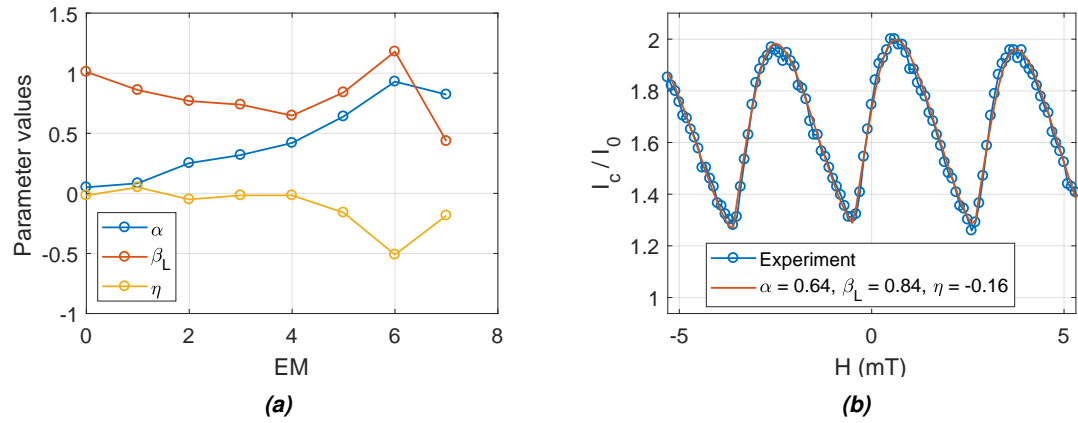 1.5
1
0.5
0
-0.5
-1
Parameter values
α
β_L
η
0 2 4 6 8
EM
(a)
2
1.8
1.6
1.4
1.2
1
I_c / I_0
Experiment
α = 0.64, β_L = 0.84, η = -0.16
-5 0 5
H (mT)
(b)